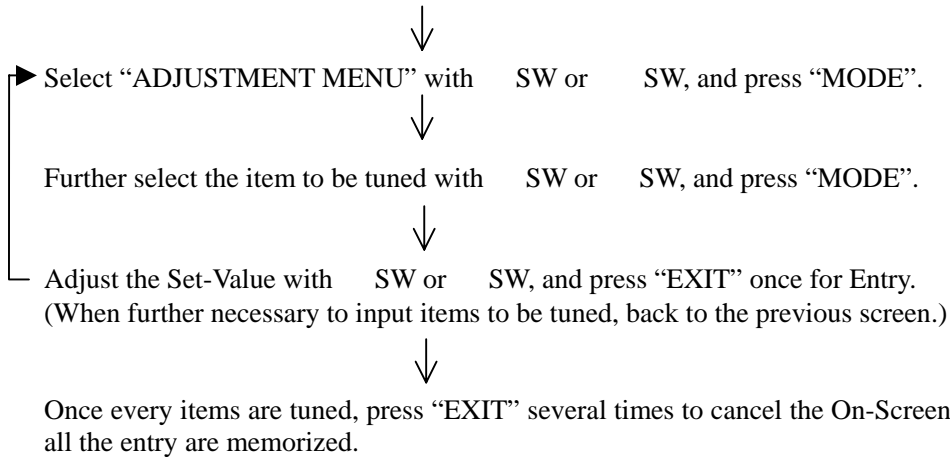 Select “ADJUSTMENT MENU” with SW or SW, and press “MODE”.
Further select the item to be tuned with SW or SW, and press “MODE”.
Adjust the Set-Value with SW or SW, and press “EXIT” once for Entry.
(When further necessary to input items to be tuned, back to the previous screen.)
Once every items are tuned, press “EXIT” several times to cancel the On-Screen
all the entry are memorized.